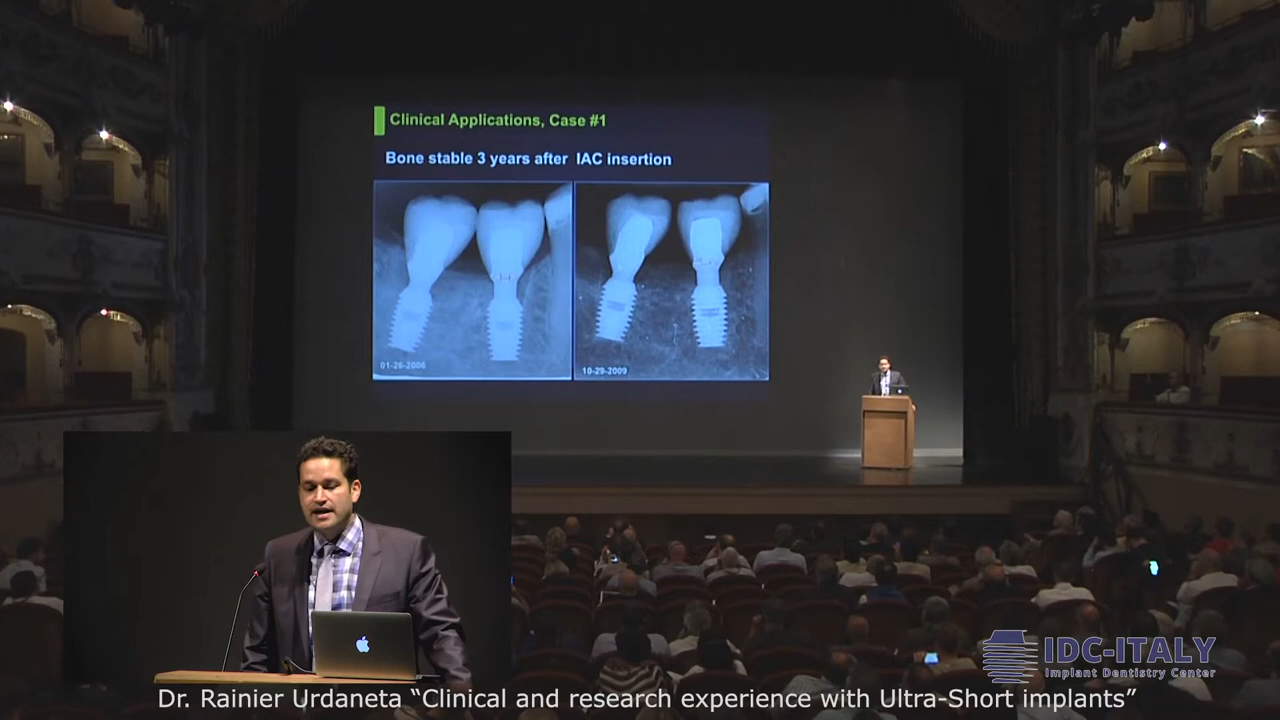 Clinical Applications, Case #1
Bone stable 3 years after IAC insertion
01-26-2006
10-29-2009
IDC-ITALY
Implant Dentistry Center
Dr. Rainier Urdaneta “Clinical and research experience with Ultra-Short implants”